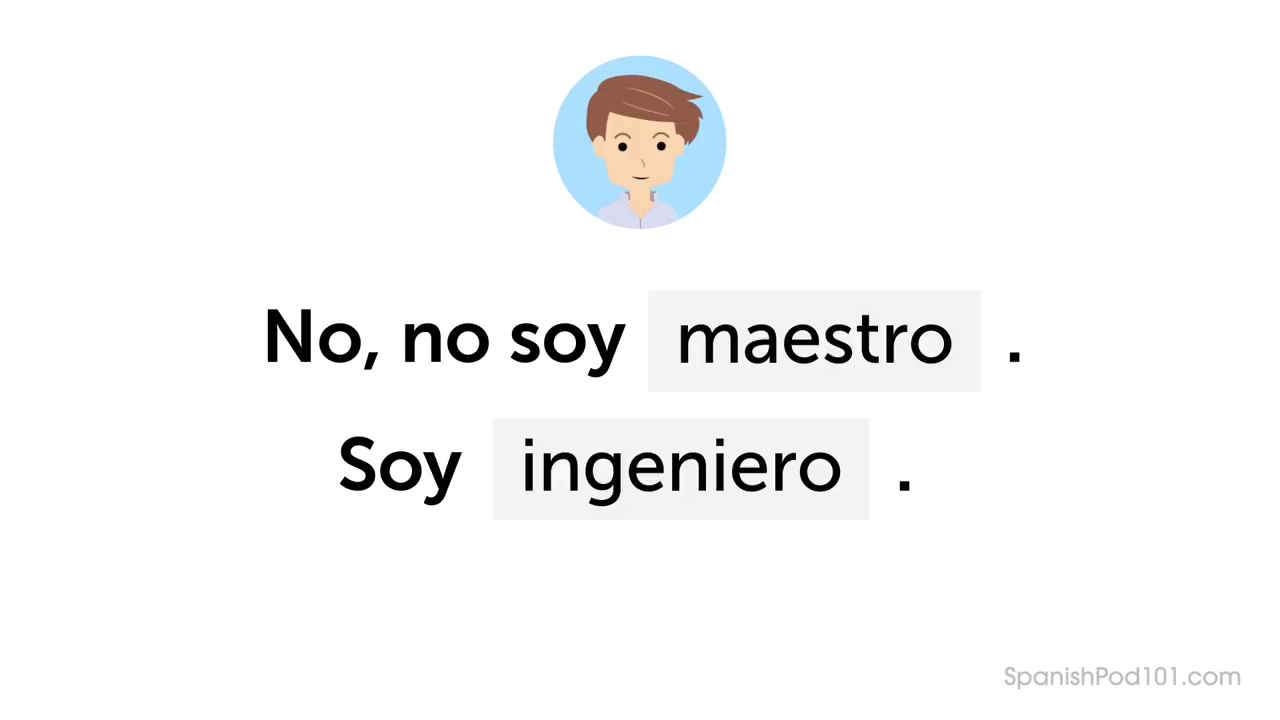 No, no soy maestro .
Soy ingeniero .
SpanishPod101.com